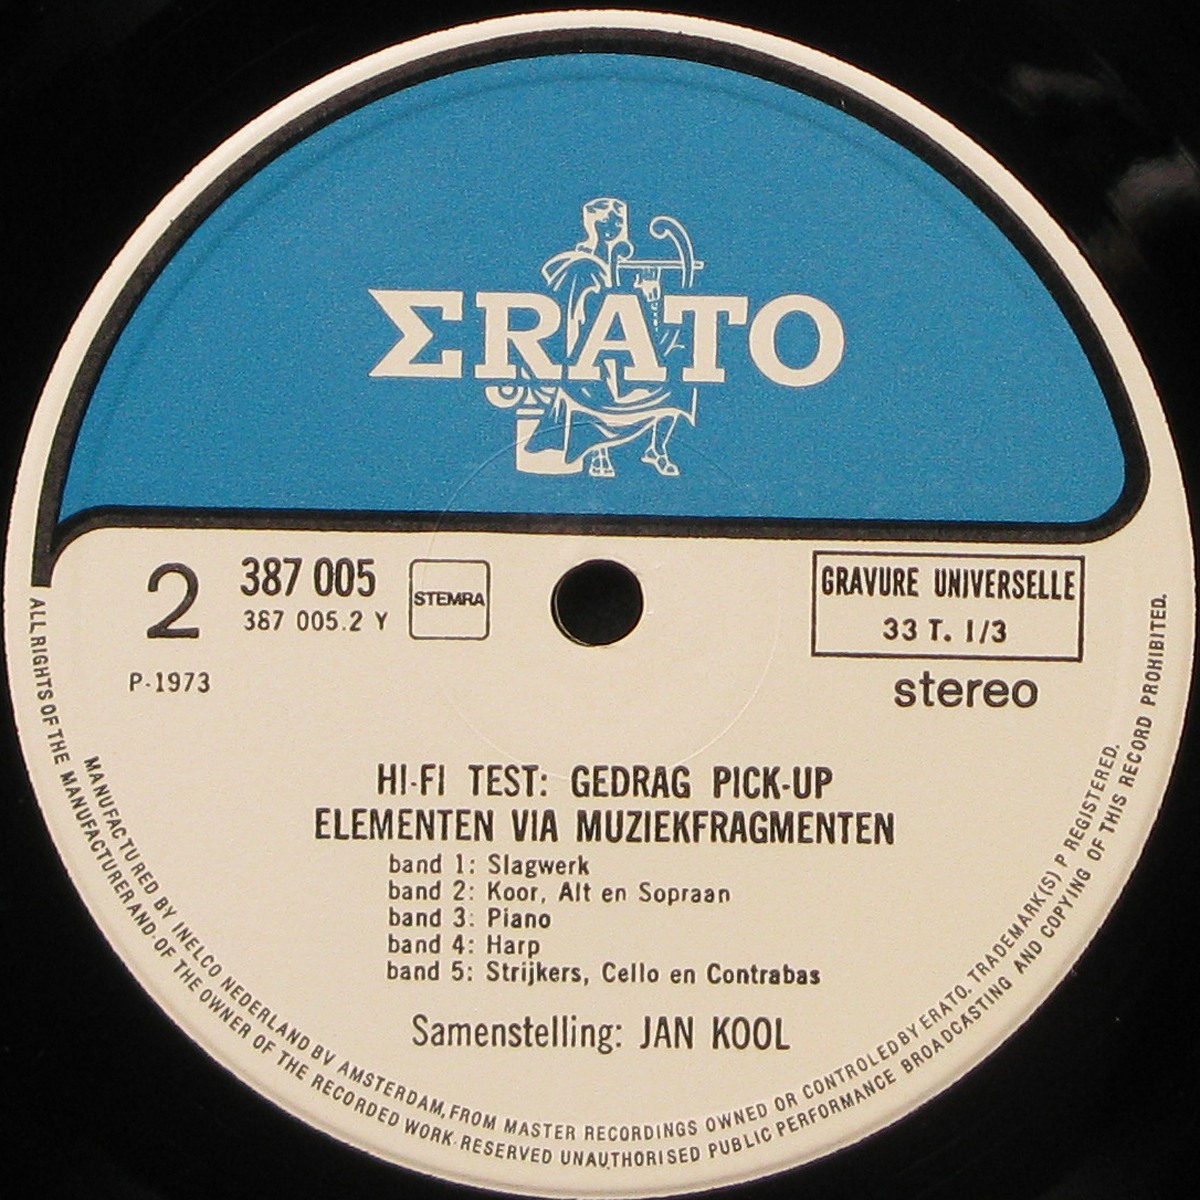 ΣRATO
2
387 005
387 005.2 Y
STEMRA
P-1973
GRAVURE UNIVERSELLE
33 T. 1/3
stereo
HI-FI TEST: GEDRAG PICK-UP
ELEMENTEN VIA MUZIEKFRAGMENTEN
band 1: Slagwerk
band 2: Koor, Alt en Sopraan
band 3: Piano
band 4: Harp
band 5: Strijkers, Cello en Contrabas
Samenstelling: JAN KOOL
MANUFACTURED BY INELCO NEDERLAND BV AMSTERDAM, FROM MASTER RECORDINGS OWNED OR CONTROLED BY ERATO. TRADEMARK(S) P REGISTERED.
ALL RIGHTS OF THE MANUFACTURER AND OF THE OWNER OF THE RECORDED WORK RESERVED UNAUTHORISED PUBLIC PERFORMANCE BROADCASTING AND COPYING OF THIS RECORD PROHIBITED.